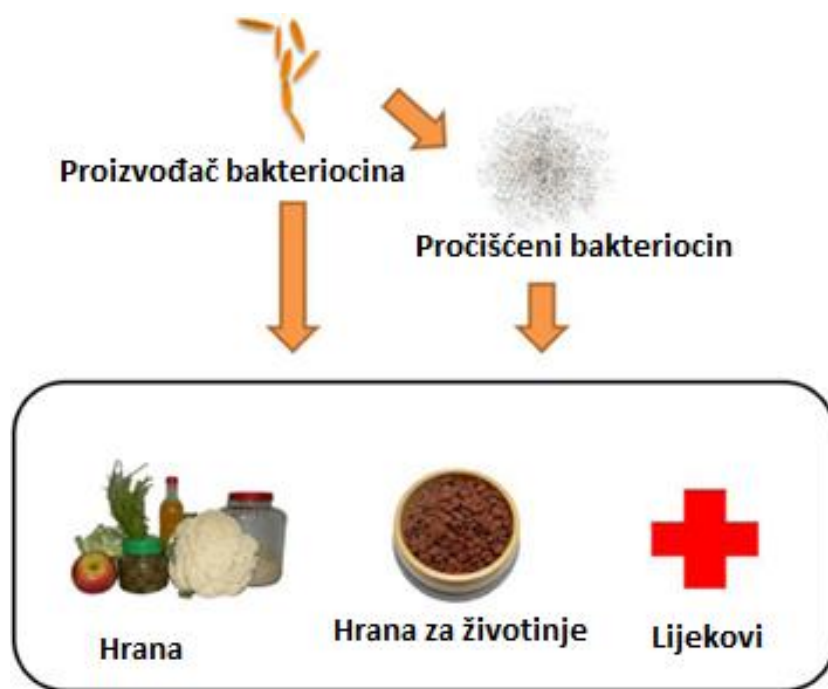 Proizvođač bakteriocina
Pročišćeni bakteriocin
Hrana
Hrana za životinje
Lijekovi